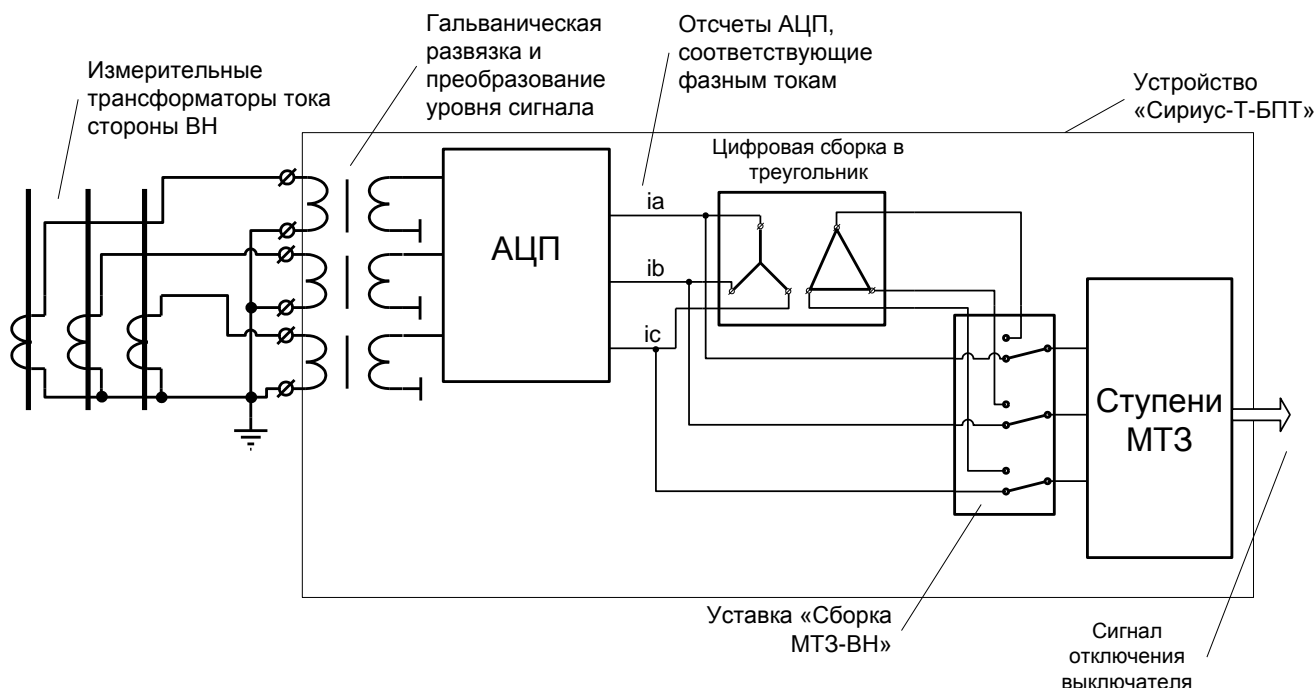 Гальваническая
развязка и
преобразование
уровня сигнала
Отсчеты АЦП,
соответствующие
фазным токам
Измерительные
трансформаторы тока
стороны ВН
Устройство
«Сириус-Т-БПТ»
Цифровая сборка в
треугольник
АЦП
ia
ib
ic
Ступени
МТЗ
Уставка «Сборка
МТЗ-ВН»
Сигнал
отключения
выключателя